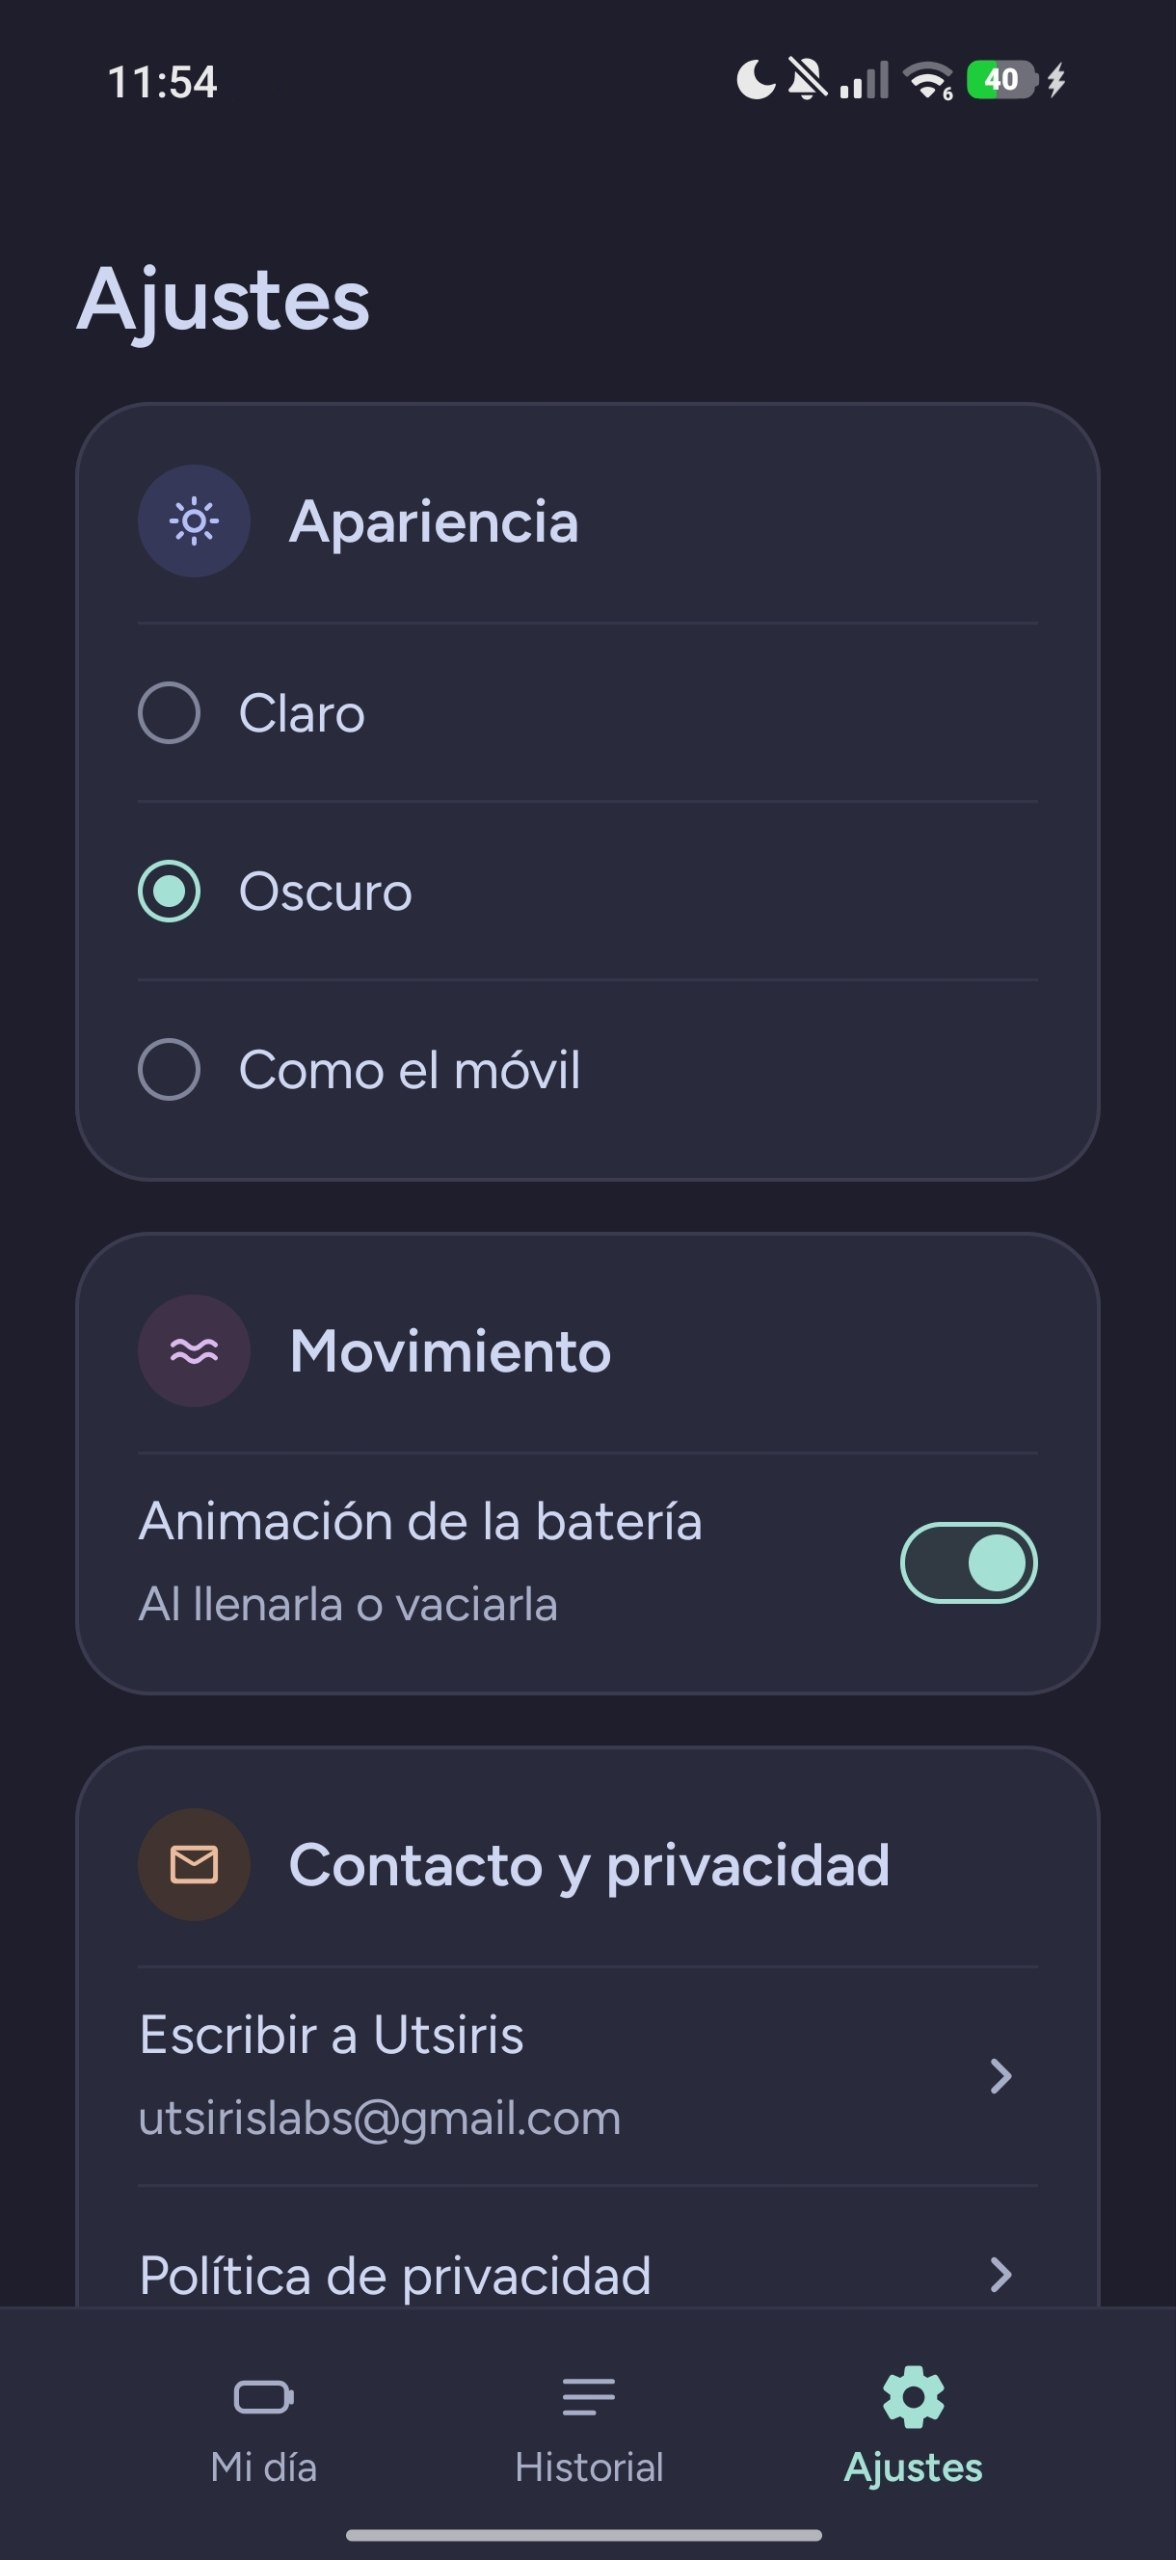 11:54
6
40
Ajustes
Apariencia
Claro
Oscuro
Como el móvil
Movimiento
Animación de la batería
Al llenarla o vaciarla
Contacto y privacidad
Escribir a Utsiris
utsirislabs@gmail.com
Política de privacidad
Mi día
Historial
Ajustes